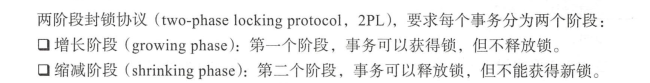 两阶段封锁协议（two-phase locking protocol，2PL），要求每个事务分为两个阶段：
❑ 增长阶段（growing phase）：第一个阶段，事务可以获得锁，但不释放锁。
❑ 缩减阶段（shrinking phase）：第二个阶段，事务可以释放锁，但不能获得新锁。